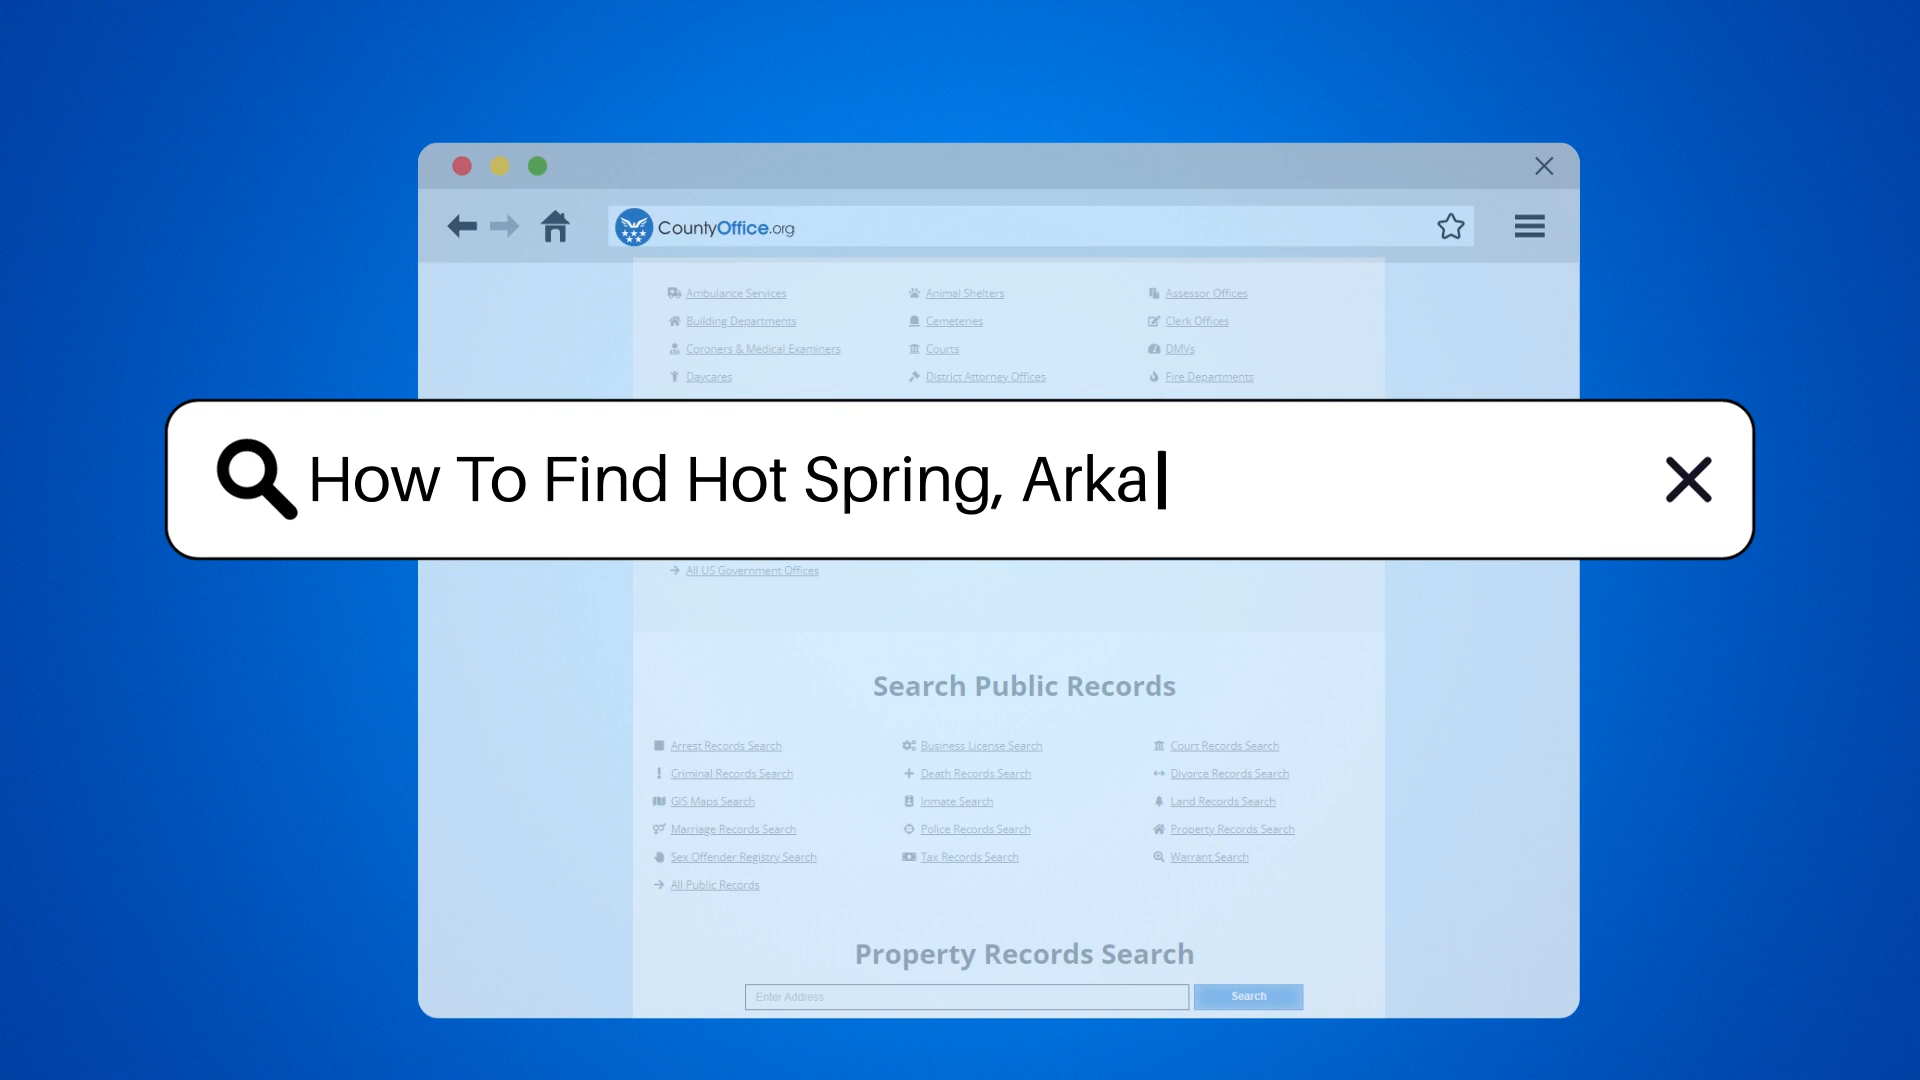 CountyOffice.org
Ambulance Services Animal Shelters Assessor Offices
Building Departments Cemeteries Clerk Offices
Coroners & Medical Examiners Courts DMVs
Daycares District Attorney Offices Fire Departments
How To Find Hot Spring, Arka
All US Government Offices
Search Public Records
Arrest Records Search Business License Search Court Records Search
Criminal Records Search Death Records Search Divorce Records Search
GIS Maps Search Inmate Search Land Records Search
Marriage Records Search Police Records Search Property Records Search
Sex Offender Registry Search Tax Records Search Warrant Search
All Public Records
Property Records Search
Enter Address Search